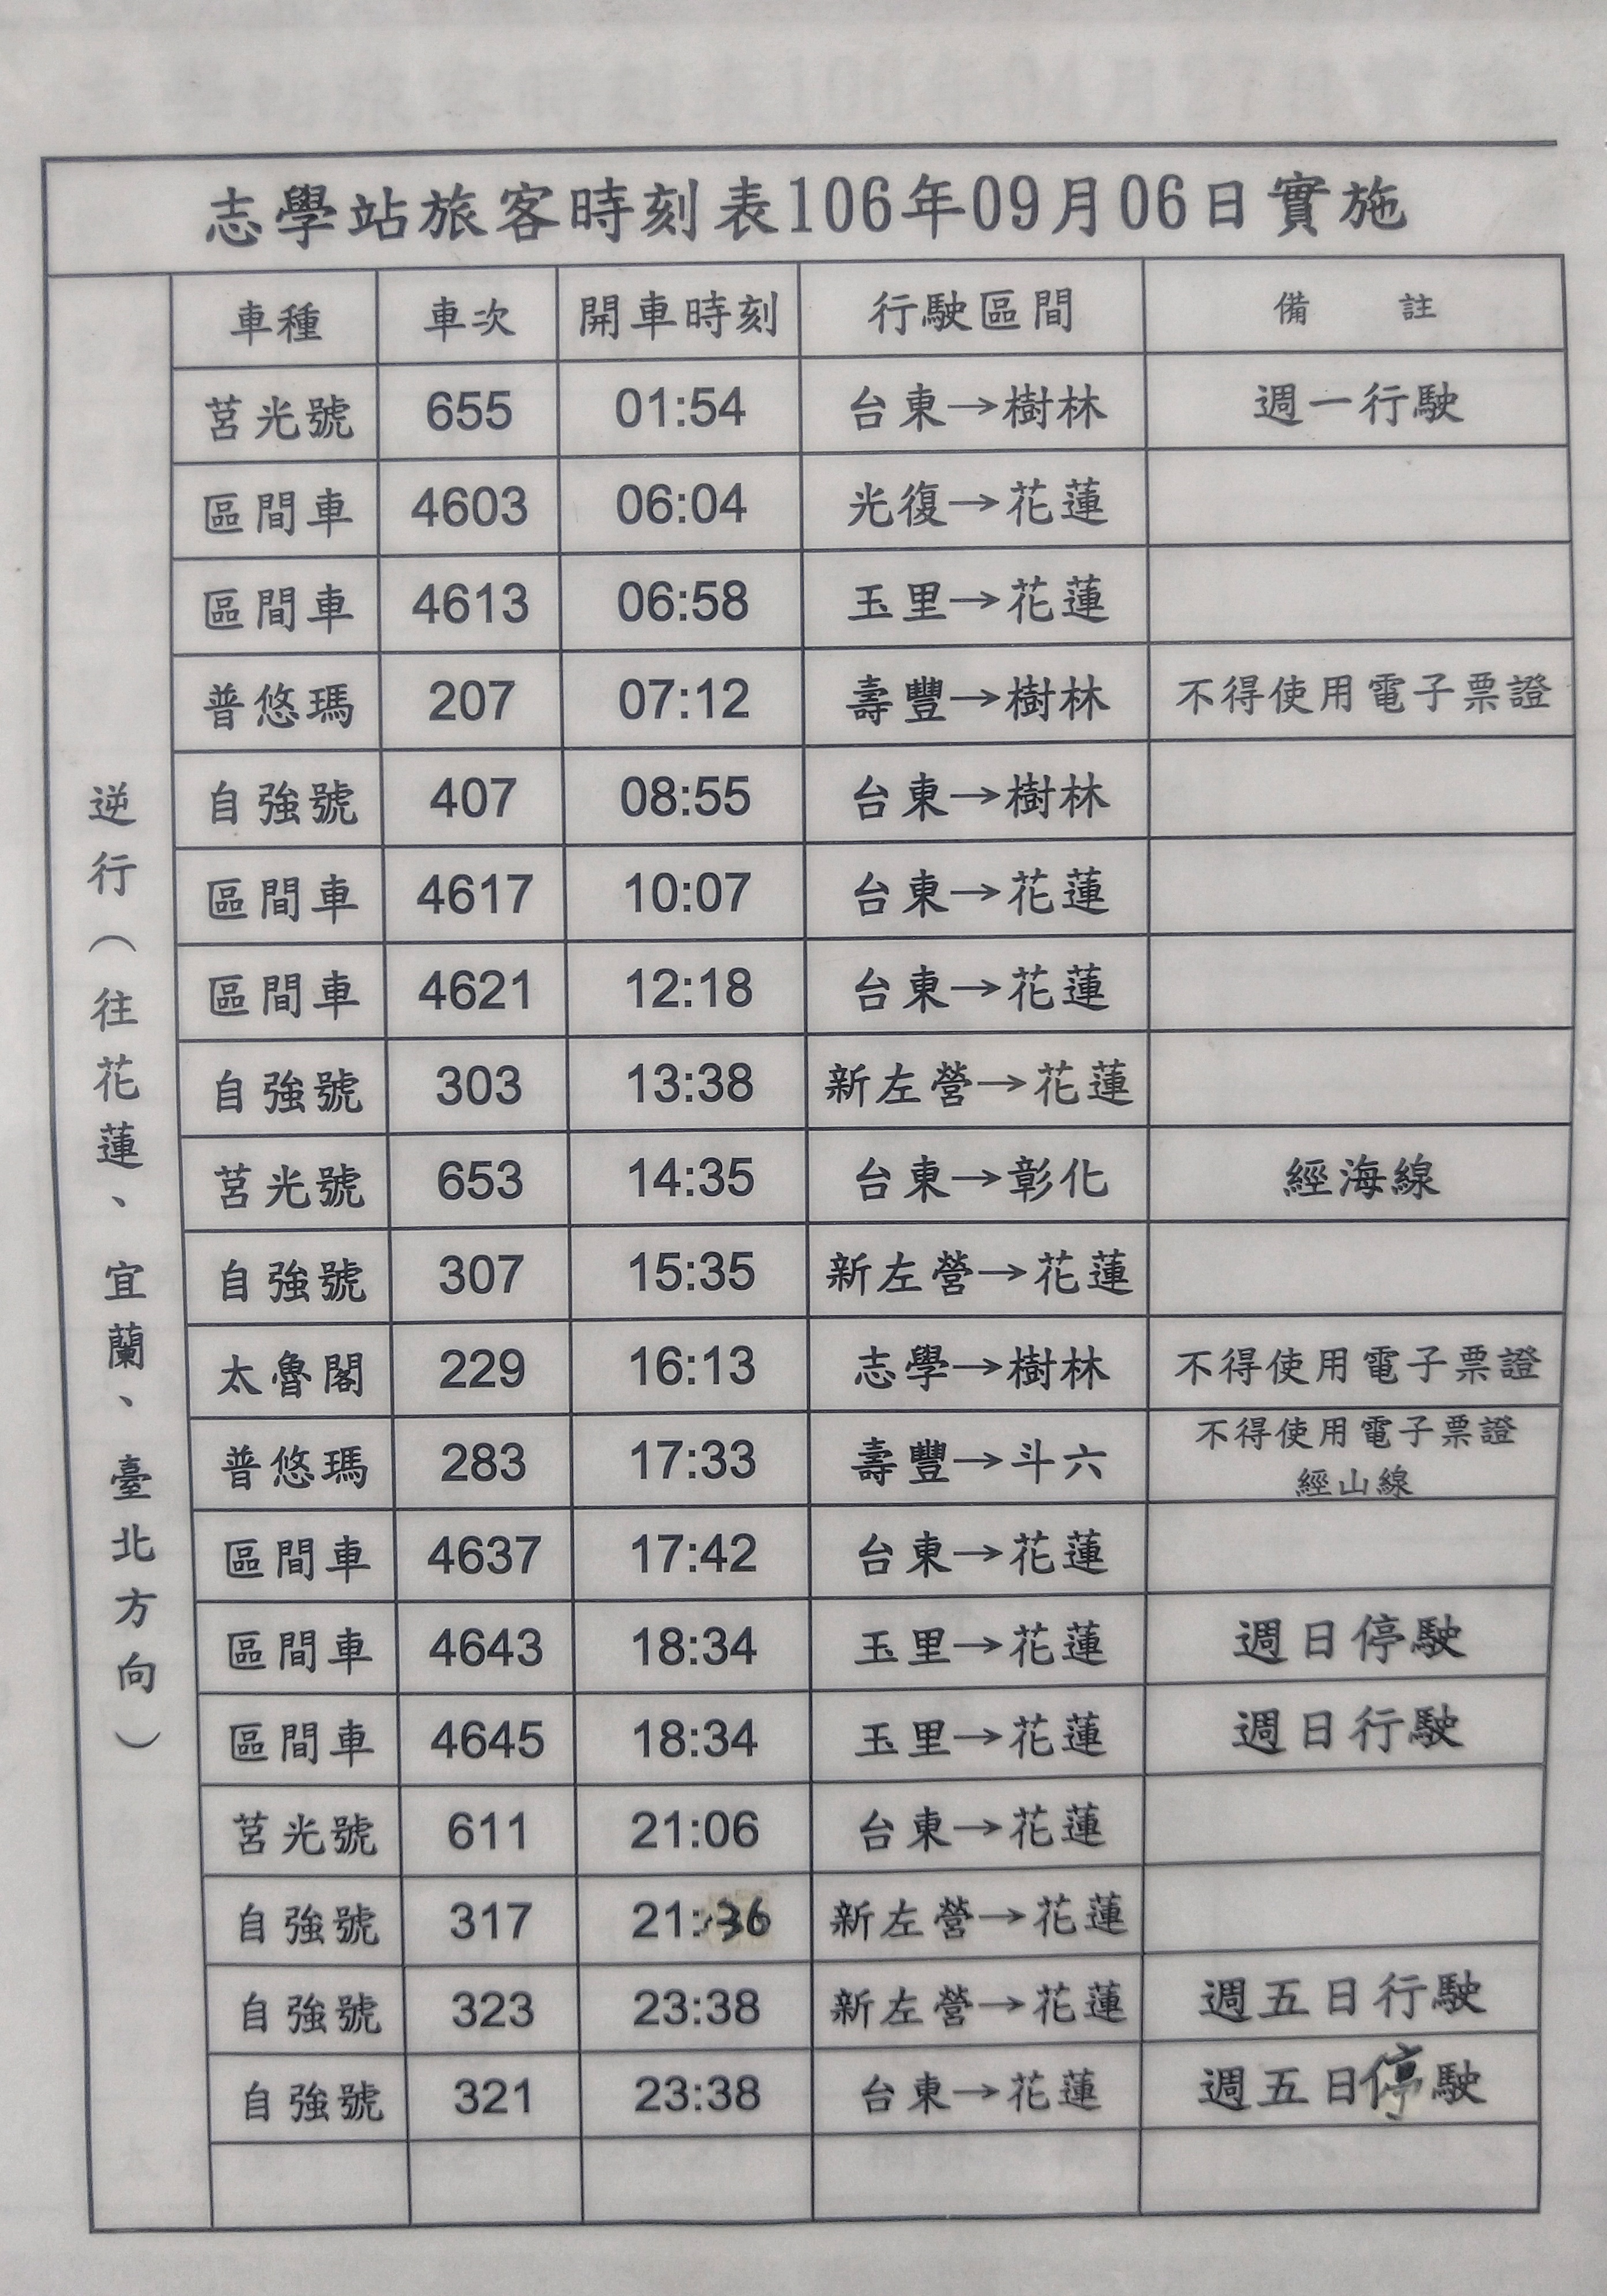 志學站旅客時刻表106年09月06日實施
逆行（往花蓮、宜蘭、臺北方向）
車種 車次 開車時刻 行駛區間 備註
莒光號 655 01:54 台東→樹林 週一行駛
區間車 4603 06:04 光復→花蓮
區間車 4613 06:58 玉里→花蓮
普悠瑪 207 07:12 壽豐→樹林 不得使用電子票證
自強號 407 08:55 台東→樹林
區間車 4617 10:07 台東→花蓮
區間車 4621 12:18 台東→花蓮
自強號 303 13:38 新左營→花蓮
莒光號 653 14:35 台東→彰化 經海線
自強號 307 15:35 新左營→花蓮
太魯閣 229 16:13 志學→樹林 不得使用電子票證
普悠瑪 283 17:33 壽豐→斗六 不得使用電子票證
經山線
區間車 4637 17:42 台東→花蓮
區間車 4643 18:34 玉里→花蓮 週日停駛
區間車 4645 18:34 玉里→花蓮 週日行駛
莒光號 611 21:06 台東→花蓮
自強號 317 21:36 新左營→花蓮
自強號 323 23:38 新左營→花蓮 週五日行駛
自強號 321 23:38 台東→花蓮 週五日停駛